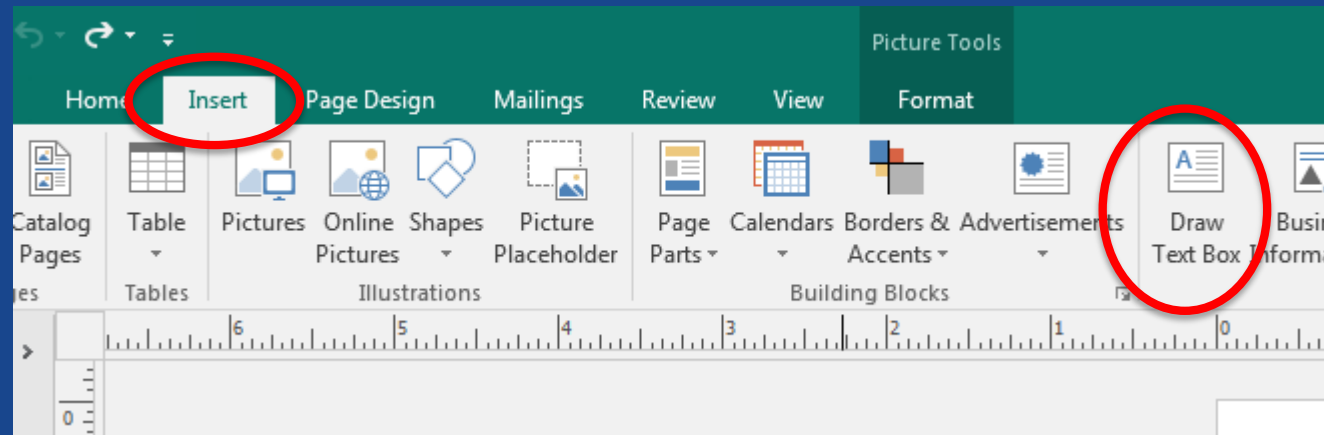 Picture Tools
Home Insert Page Design Mailings Review View Format
Catalog Table Pictures Online Shapes Picture Page Calendars Borders & Advertisements Draw
Pages Pictures Placeholder Parts Accents Text Box
Tables Illustrations Building Blocks
6 5 4 3 2 1 0
0